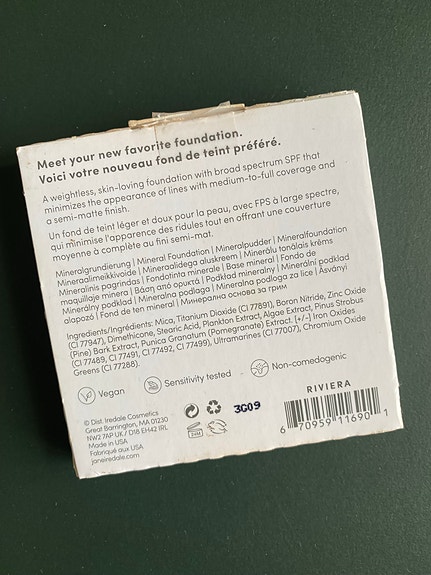 Meet your new favorite foundation.
Voici votre nouveau fond de teint préféré.
A weightless, skin-loving foundation with broad spectrum SPF that
minimizes the appearance of lines with medium-to-full coverage and
a semi-matte finish.
Un fond de teint léger et doux pour la peau, avec FPS à large spectre,
qui minimise l'apparence des ridules tout en offrant une couverture
moyenne à complète au fini semi-mat.
Mineralgrundierung | Mineral Foundation | Mineralpudder | Mineralfoundation
Mineraalimeikkivoide | Mineraalidega aluskreem | Minerālu tonālais krēms
Mineralinis pagrindas | Fondotinta minerale | Base mineral | Fondo de
maquillaje minera | Βάση από ορυκτά | Podkład mineralny | Minerální podklad
Minerálny podklad | Mineralna podlaga | Mineralna podloga za lice | Ásványi
alapozó | Fond de ten mineral | Минерална основа за грим
Ingredients/Ingrédients: Mica, Titanium Dioxide (CI 77891), Boron Nitride, Zinc Oxide
(CI 77947), Dimethicone, Stearic Acid, Plankton Extract, Algae Extract, Pinus Strobus
(Pine) Bark Extract, Punica Granatum (Pomegranate) Extract. [+/-] Iron Oxides
(CI 77489, CI 77491, CI 77492, CI 77499), Ultramarines (CI 77007), Chromium Oxide
Greens (CI 77288).
Vegan
Sensitivity tested
Non-comedogenic
© Dist. Iredale Cosmetics
Great Barrington, MA 01230
NW2 7AP UK / D18 EH42 IRL
Made in USA
Fabriqué aux USA
janeiredale.com
3G09
24M
RIVIERA
6 70959 11690 1